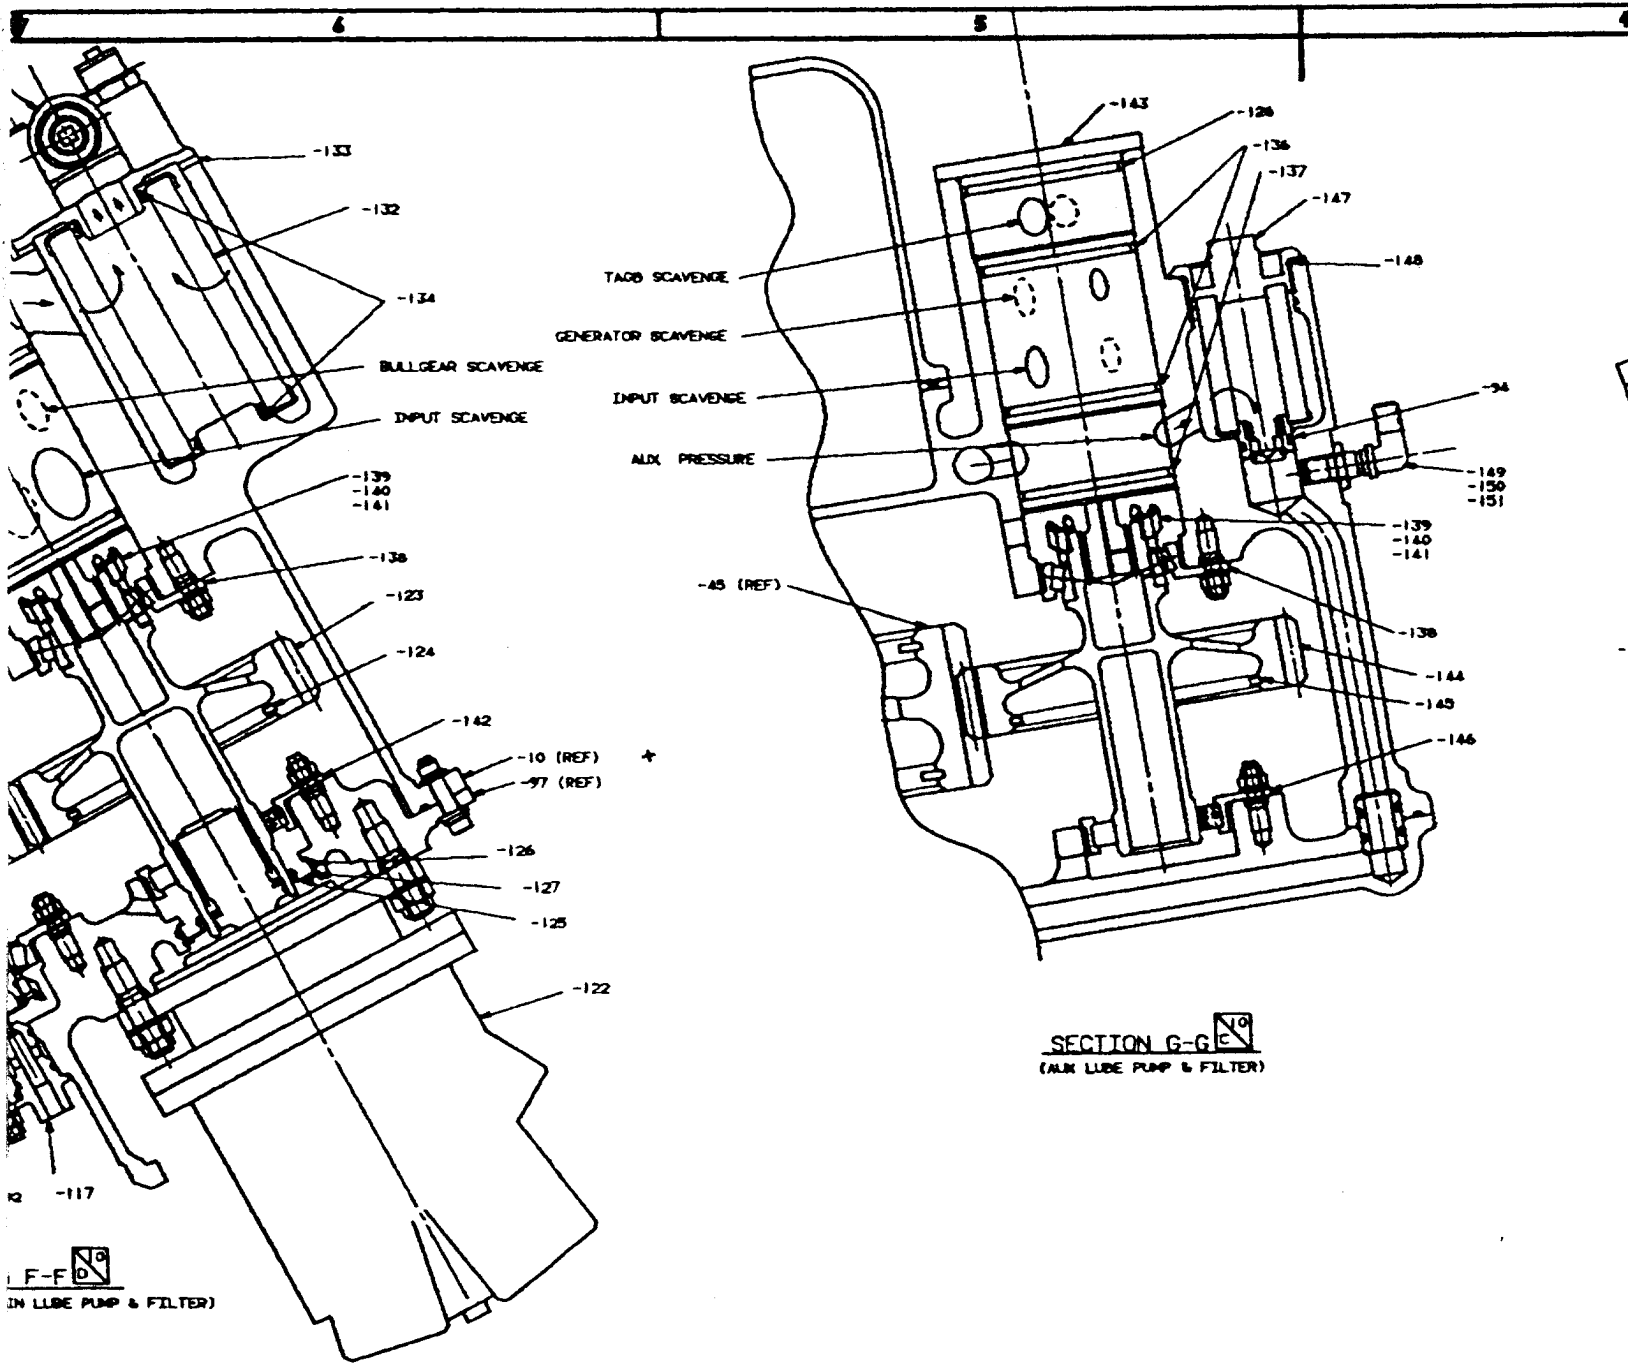 7 6 5 4
-133
-132
-134
BULLGEAR SCAVENGE
INPUT SCAVENGE
-139
-140
-141
-138
-123
-124
-142
-10 (REF)
-97 (REF)
-126
-127
-125
-122
-117
F-F
D
IN LUBE PUMP & FILTER)
-143
-126
-136
-137
-147
-148
TAGB SCAVENGE
GENERATOR SCAVENGE
INPUT SCAVENGE
AUX. PRESSURE
-94
-149
-150
-151
-139
-140
-141
-45 (REF)
-138
-144
-145
-146
SECTION G-G
10
C
(AUX LUBE PUMP & FILTER)